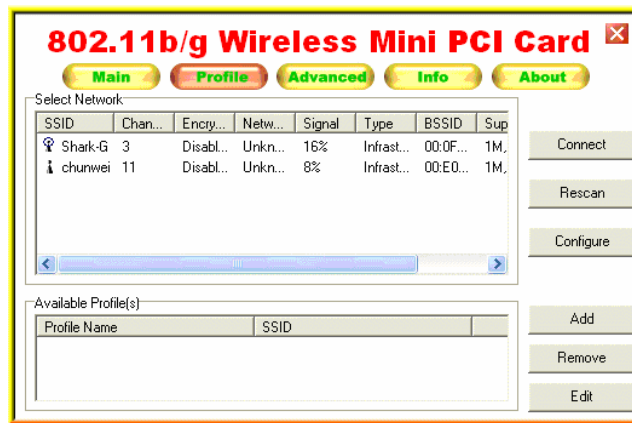 802.11b/g Wireless Mini PCI Card
Main Profile Advanced Info About
Select Network
SSID Chan... Encry... Netw... Signal Type BSSID Sup
Shark-G 3 Disabl... Unkn... 16% Infrast... 00:0F... 1M,
chunwei 11 Disabl... Unkn... 8% Infrast... 00:E0... 1M,
Connect
Rescan
Configure
Available Profile(s)
Profile Name SSID
Add
Remove
Edit